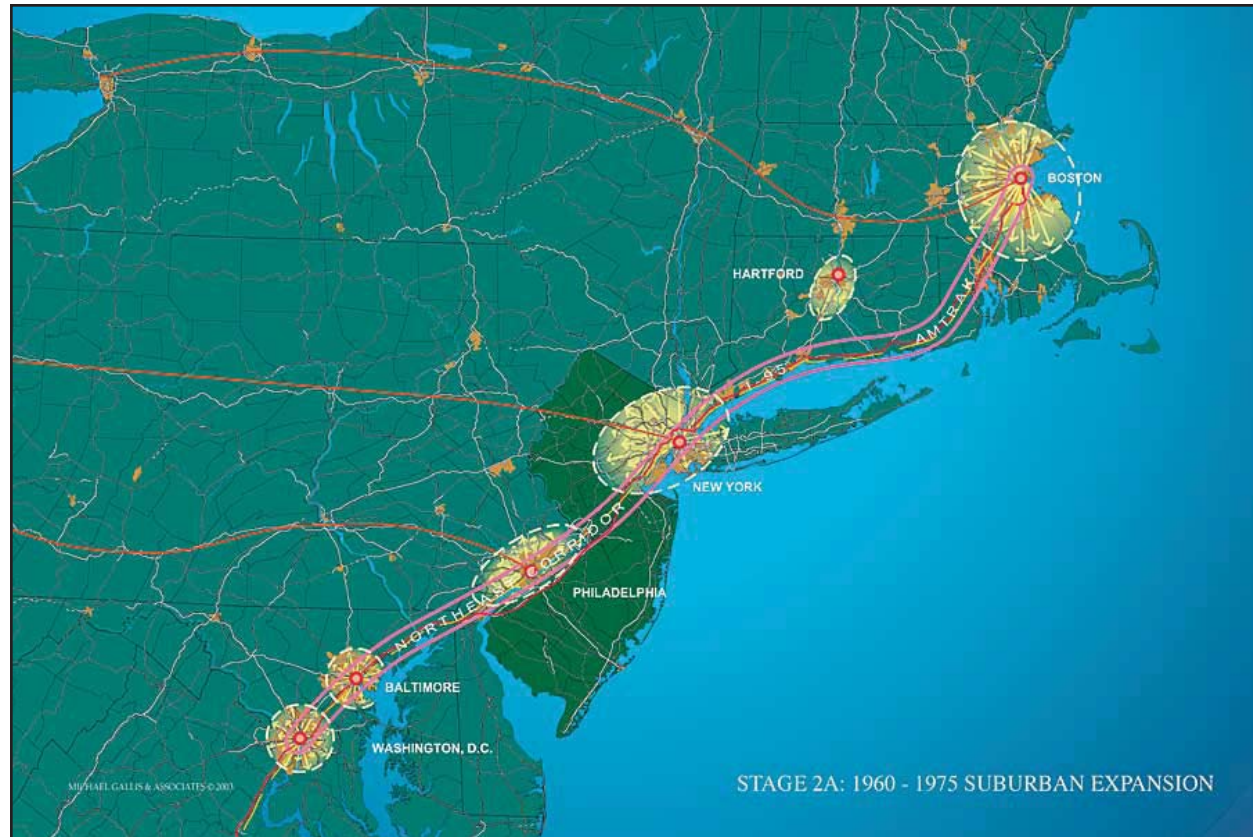 BOSTON
HARTFORD
AMTRAK
I-95
NEW YORK
NORTHEAST CORRADOR
PHILADELPHIA
BALTIMORE
WASHINGTON, D.C.
MICHAEL GALLIS & ASSOCIATES © 2003
STAGE 2A: 1960 - 1975 SUBURBAN EXPANSION